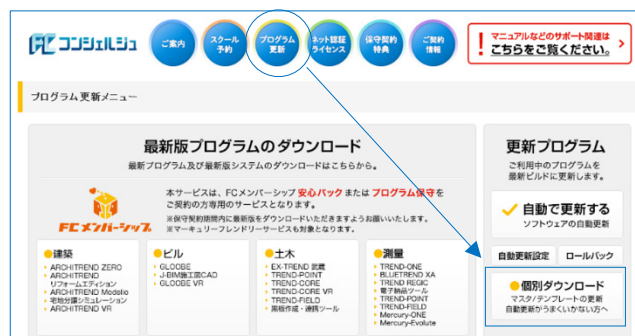 FC コンシェルジュ
ご案内
スクール
予約
プログラム
更新
ネット認証
ライセンス
保守契約
特典
ご契約
情報
マニュアルなどのサポート関連は
こちらをご覧ください。
プログラム更新メニュー
最新版プログラムのダウンロード
最新プログラム及び最新版システムのダウンロードはこちらから。
FCメンバーシップ
本サービスは、FCメンバーシップ 安心パック または プログラム保守を
ご契約の方専用のサービスとなります。
※保守契約期間内に最新版をダウンロードいただきますようお願いいたします。
※マーキュリーフレンドリーサービスも対象となります。
●建築
ARCHITREND ZERO
ARCHITREND
リフォームエディション
ARCHITREND Modelio
宅地分譲シミュレーション
ARCHITREND VR
●ビル
GLOOBE
J-BIM施工図CAD
GLOOBE VR
●土木
EX-TREND 武蔵
TREND-POINT
TREND-CORE
TREND-CORE VR
TREND-FIELD
黒板作成・連携ツール
●測量
TREND-ONE
BLUETREND XA
TREND REGIC
電子納品ツール
TREND-POINT
TREND-FIELD
Mercury-ONE
Mercury-Evolute
更新プログラム
ご利用中のプログラムを
最新ビルドに更新します。
自動で更新する
ソフトウェアの自動更新
自動更新設定
ロールバック
●個別ダウンロード
マスタ/テンプレートの更新
自動更新がうまくいかない方へ